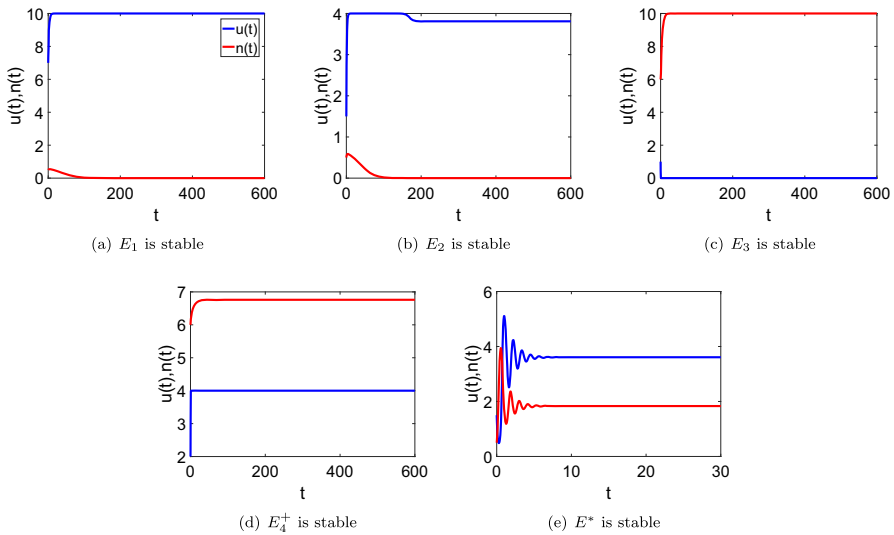 10
8
6
4
2
0
u(t),n(t)
u(t)
n(t)
0 200 400 600
t
(a) E₁ is stable
4
3
2
1
0
u(t),n(t)
0 200 400 600
t
(b) E₂ is stable
10
8
6
4
2
0
u(t),n(t)
0 200 400 600
t
(c) E₃ is stable
7
6
5
4
3
2
u(t),n(t)
0 200 400 600
t
(d) E₄⁺ is stable
6
4
2
0
u(t),n(t)
0 10 20 30
t
(e) E* is stable